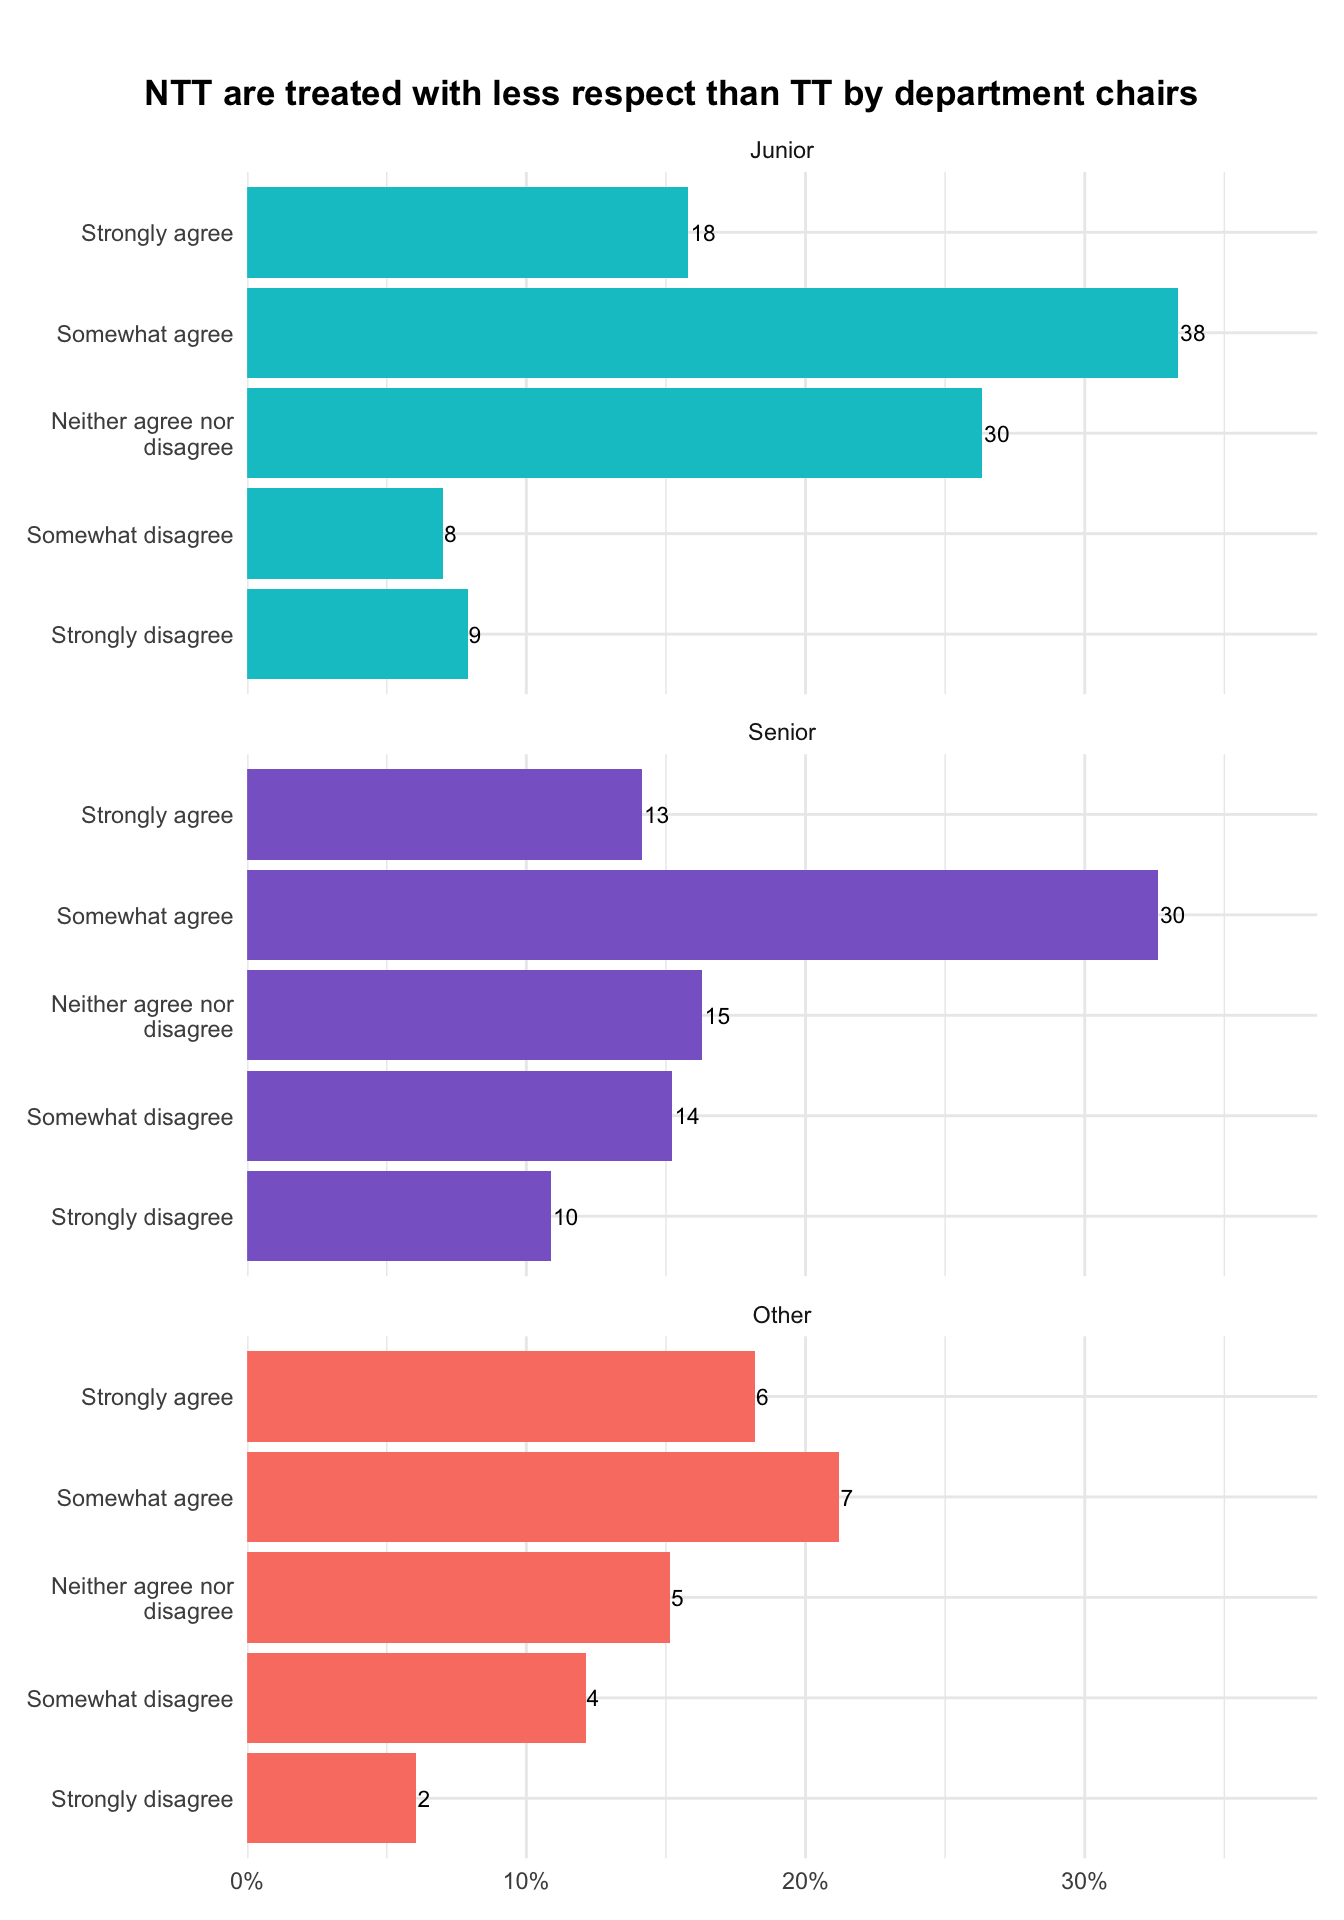 NTT are treated with less respect than TT by department chairs
Junior
Strongly agree
18
Somewhat agree
38
Neither agree nor
disagree
30
Somewhat disagree
8
Strongly disagree
9
Senior
Strongly agree
13
Somewhat agree
30
Neither agree nor
disagree
15
Somewhat disagree
14
Strongly disagree
10
Other
Strongly agree
6
Somewhat agree
7
Neither agree nor
disagree
5
Somewhat disagree
4
Strongly disagree
2
0% 10% 20% 30%